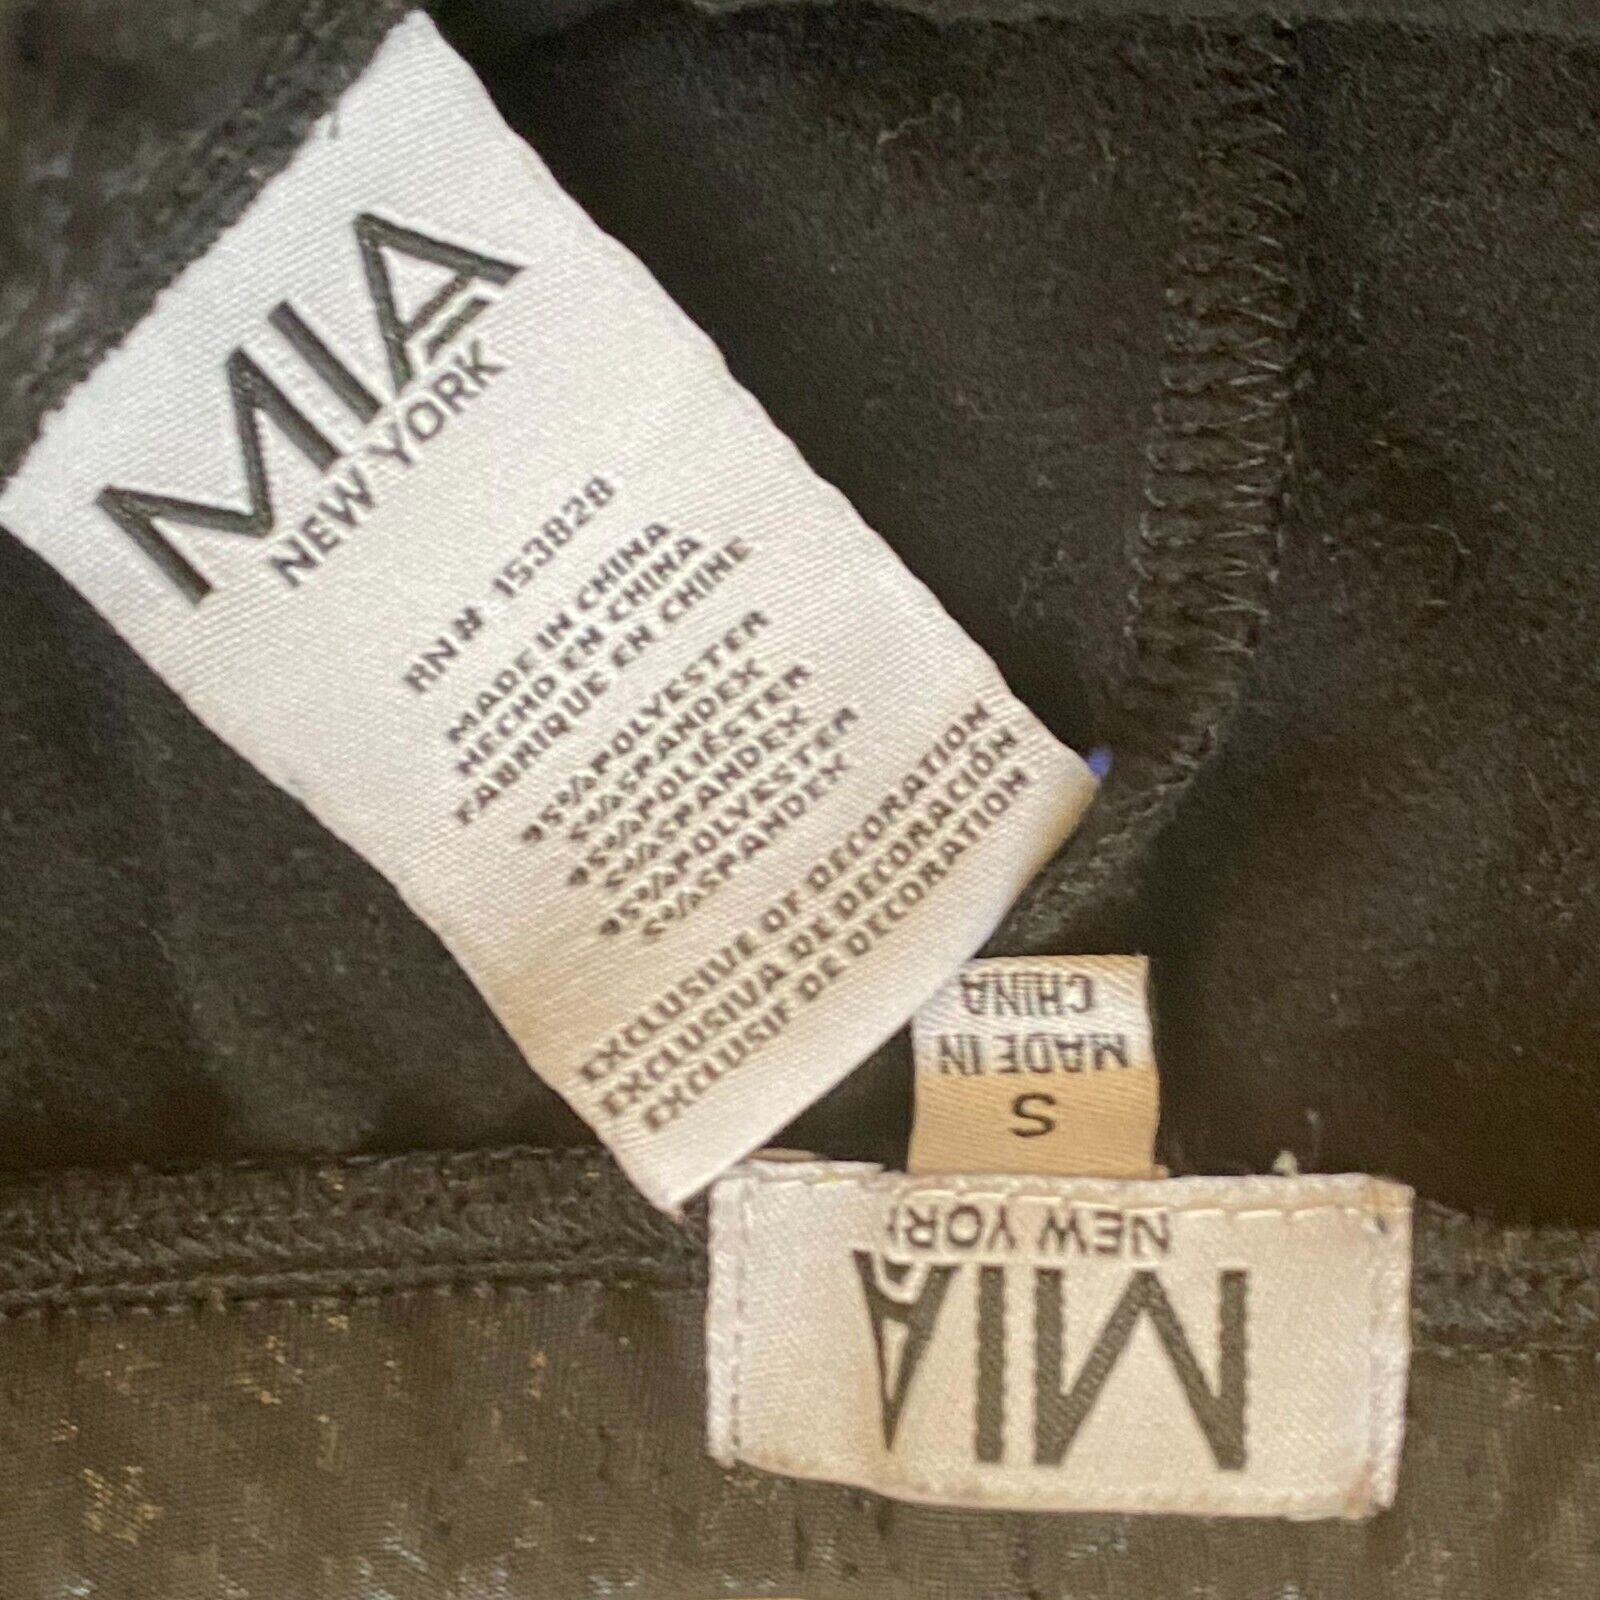 MIA
NEW YORK
RN# 153828
MADE IN CHINA
HECHO EN CHINA
FABRIQUE EN CHINE
95%POLYESTER
5%SPANDEX
95%POLIÉSTER
5%SPANDEX
95%POLYESTER
5%SPANDEX
EXCLUSIVE OF DECORATION
EXCLUSIVA DE DECORACIÓN
EXCLUSIF DE DECORATION
MIA
NEW YORK
S
MADE IN
CHINA